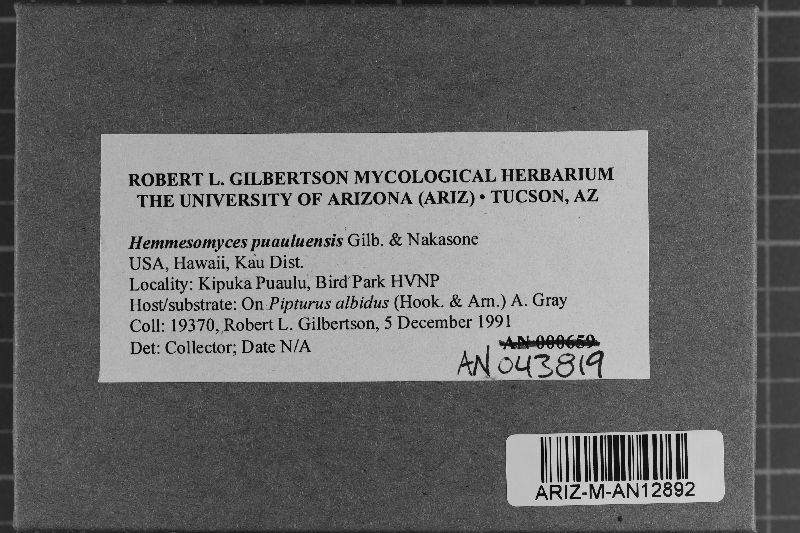 ROBERT L. GILBERTSON MYCOLOGICAL HERBARIUM
THE UNIVERSITY OF ARIZONA (ARIZ) • TUCSON, AZ
Hemmesomyces puauluensis Gilb. & Nakasone
USA, Hawaii, Kau Dist.
Locality: Kipuka Puaulu, Bird Park HVNP
Host/substrate: On Pipturus albidus (Hook. & Arn.) A. Gray
Coll: 19370, Robert L. Gilbertson, 5 December 1991
Det: Collector; Date N/A
AN 000659
AN 043819
ARIZ-M-AN12892